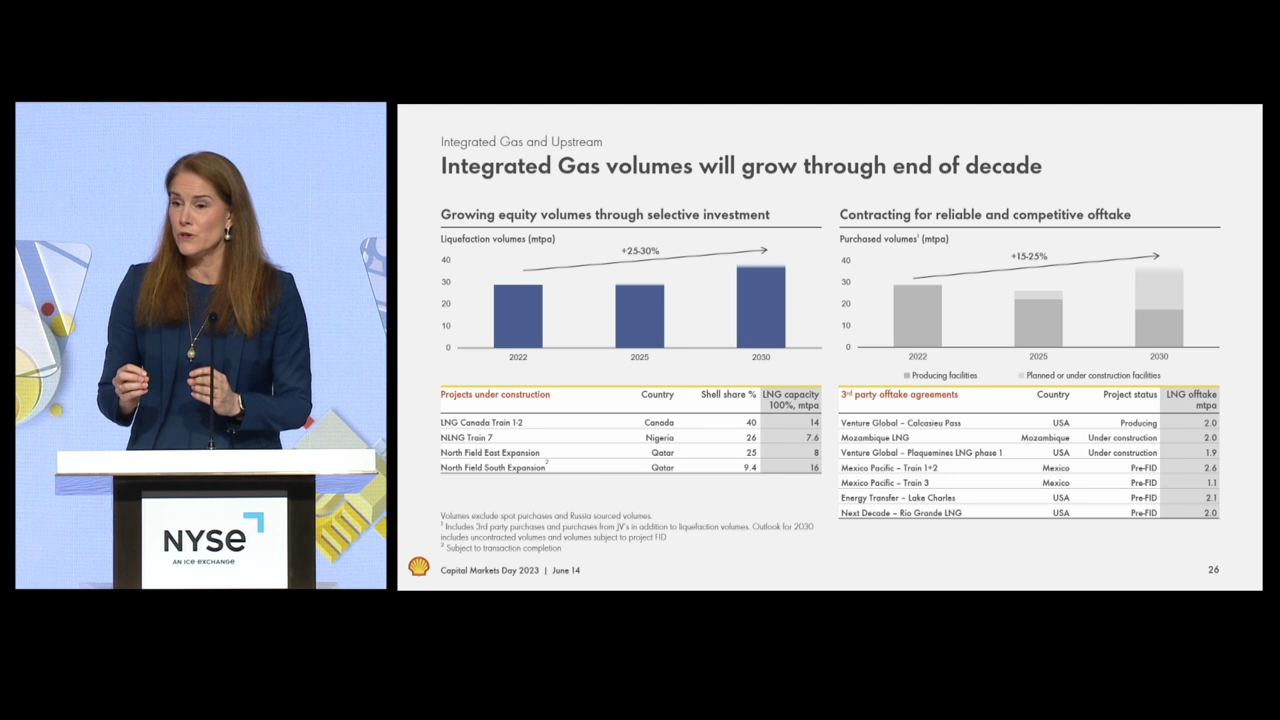 NYSE
AN ICE EXCHANGE
Integrated Gas and Upstream
Integrated Gas volumes will grow through end of decade
Growing equity volumes through selective investment
Liquefaction volumes (mtpa)
+25-30%
40
30
20
10
0
2022 2025 2030
Projects under construction Country Shell share % LNG capacity
100%, mtpa
LNG Canada Train 1-2 Canada 40 14
NLNG Train 7 Nigeria 26 7.6
North Field East Expansion Qatar 25 8
North Field South Expansion² Qatar 9.4 16
Volumes exclude spot purchases and Russia sourced volumes.
¹ Includes 3rd party purchases and purchases from JV's in addition to liquefaction volumes. Outlook for 2030
includes uncontracted volumes and volumes subject to project FID
² Subject to transaction completion
Contracting for reliable and competitive offtake
Purchased volumes¹ (mtpa)
+15-25%
40
30
20
10
0
2022 2025 2030
Producing facilities Planned or under construction facilities
3rd party offtake agreements Country Project status LNG offtake
mtpa
Venture Global – Calcasieu Pass USA Producing 2.0
Mozambique LNG Mozambique Under construction 2.0
Venture Global – Plaquemines LNG phase 1 USA Under construction 1.9
Mexico Pacific – Train 1+2 Mexico Pre-FID 2.6
Mexico Pacific – Train 3 Mexico Pre-FID 1.1
Energy Transfer – Lake Charles USA Pre-FID 2.1
Next Decade – Rio Grande LNG USA Pre-FID 2.0
Capital Markets Day 2023 | June 14
26